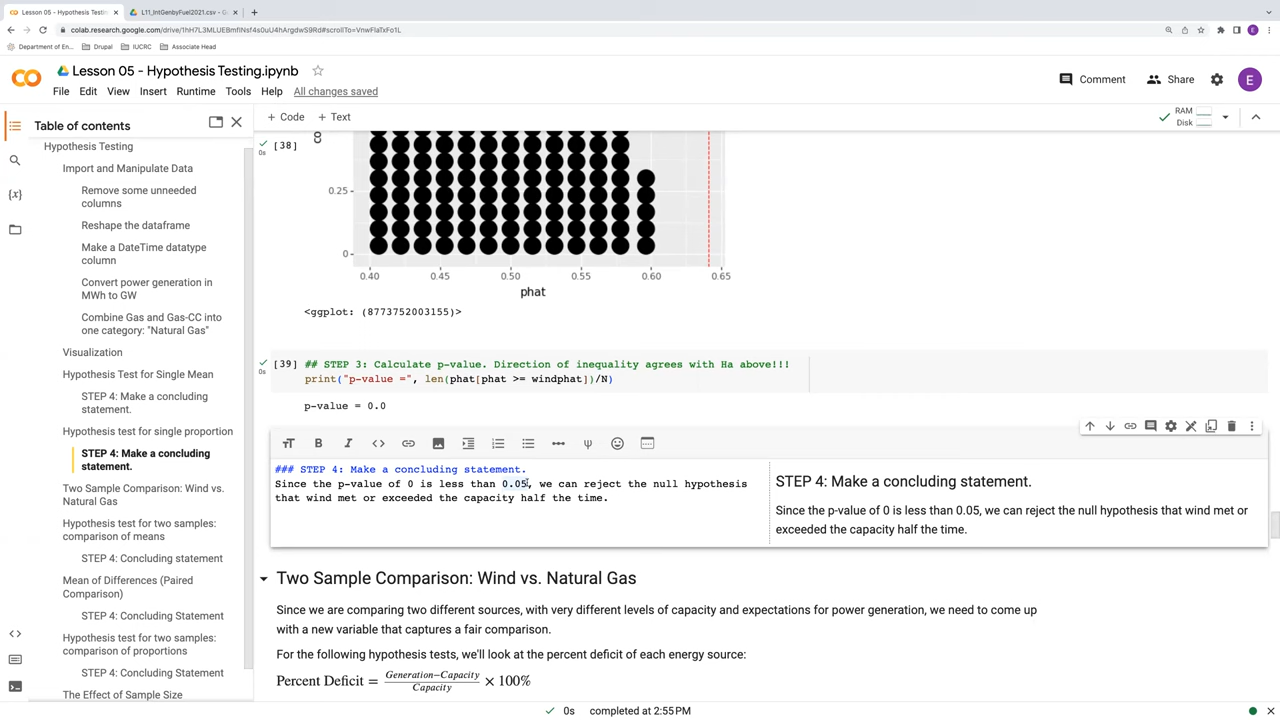 Lesson 05 - Hypothesis Testing
L11_IntGenbyFuel2021.csv - G
colab.research.google.com/drive/1hH7L3MLUEBmfINsf4s0uU4hArgdwS9Rd#scrollTo=VnwFlaTxFo1L
Department of En...
Drupal
IUCRC
Associate Head
Lesson 05 - Hypothesis Testing.ipynb
File Edit View Insert Runtime Tools Help All changes saved
Comment
Share
E
+ Code + Text
RAM
Disk
Table of contents
Hypothesis Testing
Import and Manipulate Data
Remove some unneeded
columns
Reshape the dataframe
Make a DateTime datatype
column
Convert power generation in
MWh to GW
Combine Gas and Gas-CC into
one category: "Natural Gas"
Visualization
Hypothesis Test for Single Mean
STEP 4: Make a concluding
statement.
Hypothesis test for single proportion
STEP 4: Make a concluding
statement.
Two Sample Comparison: Wind vs.
Natural Gas
Hypothesis test for two samples:
comparison of means
STEP 4: Concluding statement
Mean of Differences (Paired
Comparison)
STEP 4: Concluding Statement
Hypothesis test for two samples:
comparison of proportions
STEP 4: Concluding Statement
The Effect of Sample Size
[38]
0s
co
0.25
0
0.40 0.45 0.50 0.55 0.60 0.65
phat
<ggplot: (8773752003155)>
[39]
0s
## STEP 3: Calculate p-value. Direction of inequality agrees with Ha above!!!
print("p-value =", len(phat[phat >= windphat])/N)
p-value = 0.0
### STEP 4: Make a concluding statement.
Since the p-value of 0 is less than 0.05, we can reject the null hypothesis
that wind met or exceeded the capacity half the time.
STEP 4: Make a concluding statement.
Since the p-value of 0 is less than 0.05, we can reject the null hypothesis that wind met or
exceeded the capacity half the time.
Two Sample Comparison: Wind vs. Natural Gas
Since we are comparing two different sources, with very different levels of capacity and expectations for power generation, we need to come up
with a new variable that captures a fair comparison.
For the following hypothesis tests, we'll look at the percent deficit of each energy source:
Percent Deficit = Generation−Capacity / Capacity × 100%
0s completed at 2:55 PM